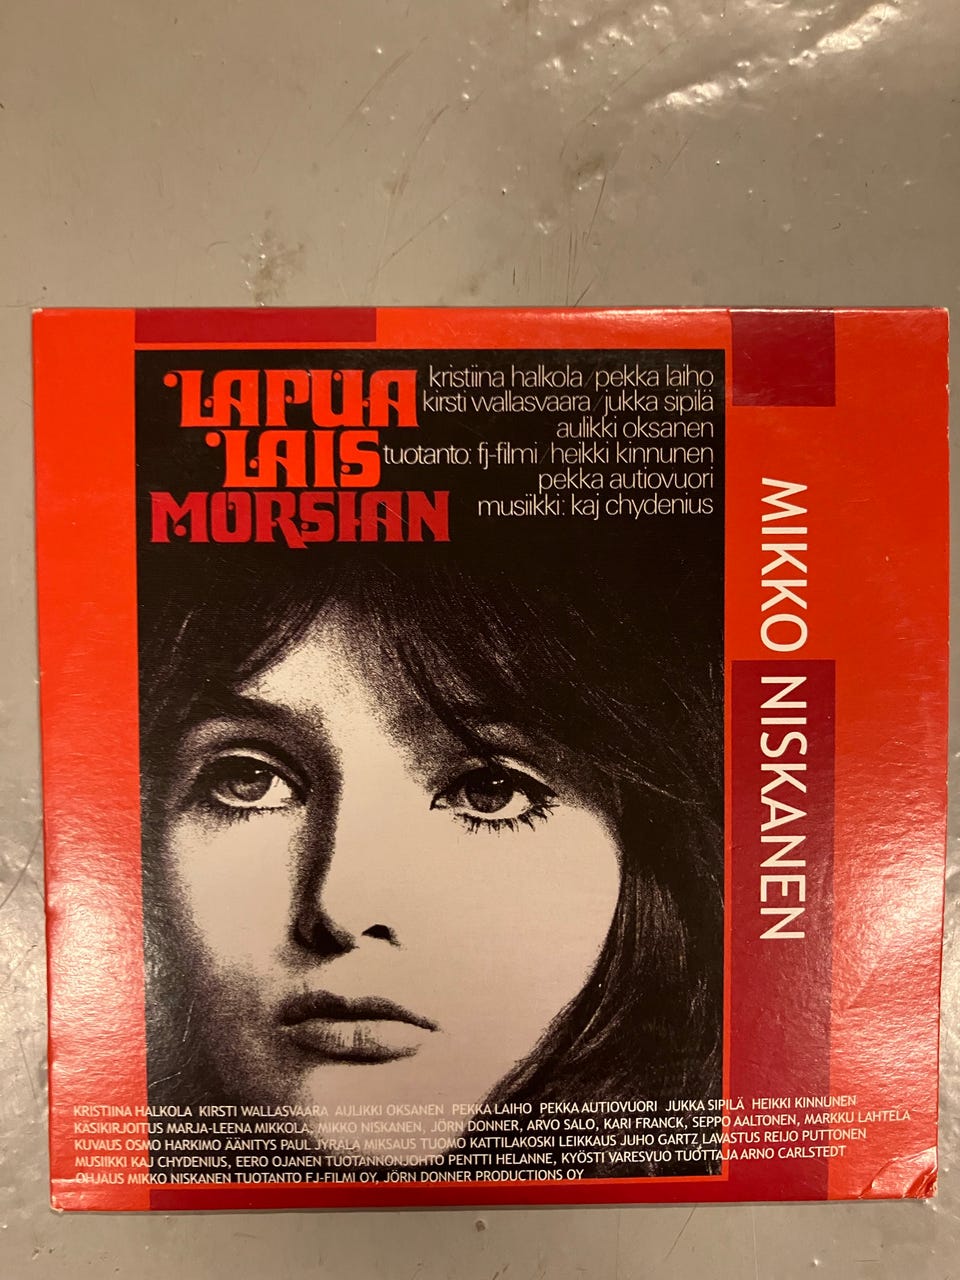 LAPUA
LAIS
MORSIAN
kristiina halkola/pekka laiho
kirsti wallasvaara/jukka sipilä
aulikki oksanen
tuotanto: fj-filmi/heikki kinnunen
pekka autiovuori
musiikki: kaj chydenius
MIKKO NISKANEN
KRISTIINA HALKOLA KIRSTI WALLASVAARA AULIKKI OKSANEN PEKKA LAIHO PEKKA AUTIOVUORI JUKKA SIPILÄ HEIKKI KINNUNEN
KÄSIKIRJOITUS MARJA-LEENA MIKKOLA, MIKKO NISKANEN, JÖRN DONNER, ARVO SALO, KARI FRANCK, SEPPO AALTONEN, MARKKU LAHTELA
KUVAUS OSMO HARKIMO ÄÄNITYS PAUL JYRÄLÄ MIKSAUS TUOMO KATTILAKOSKI LEIKKAUS JUHO GARTZ LAVASTUS REIJO PUTTONEN
MUSIIKKI KAJ CHYDENIUS, EERO OJANEN TUOTANNONJOHTO PENTTI HELANNE, KYÖSTI VARESVUO TUOTTAJA ARNO CARLSTEDT
OHJAUS MIKKO NISKANEN TUOTANTO FJ-FILMI OY, JÖRN DONNER PRODUCTIONS OY